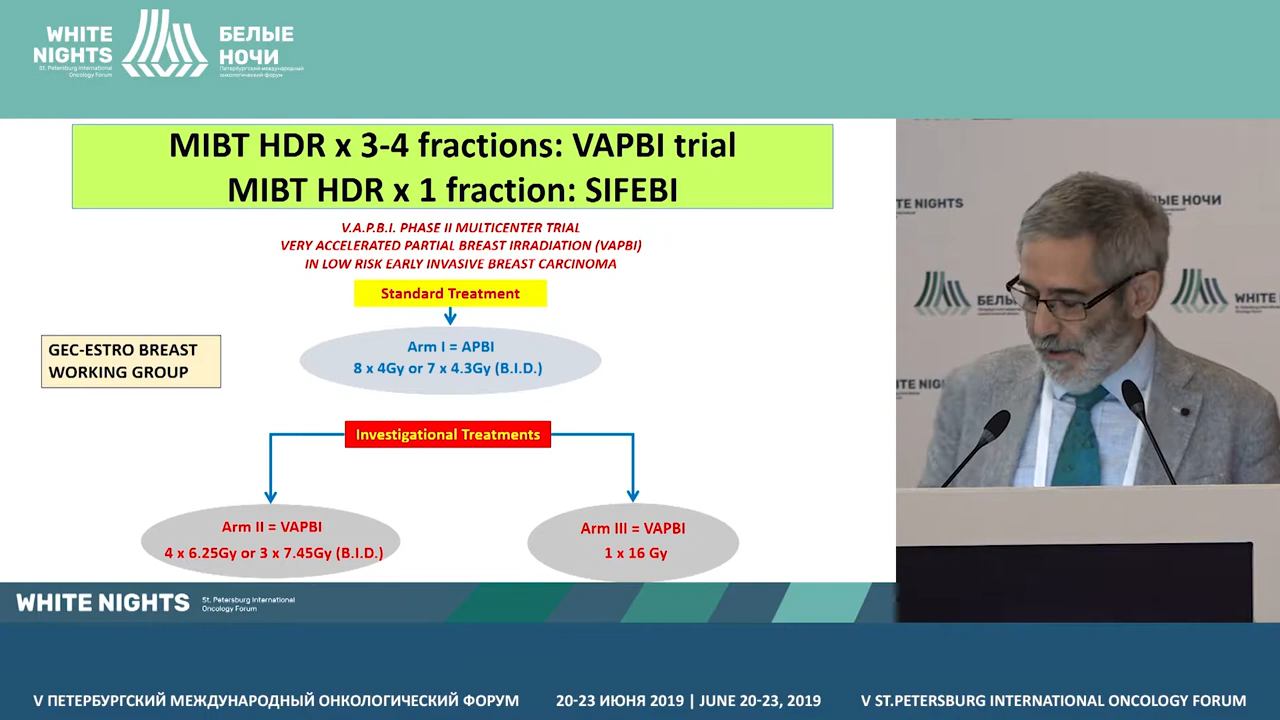 WHITE
NIGHTS
St. Petersburg International
Oncology Forum
БЕЛЫЕ
НОЧИ
Петербургский международный
онкологический форум
MIBT HDR x 3-4 fractions: VAPBI trial
MIBT HDR x 1 fraction: SIFEBI
V.A.P.B.I. PHASE II MULTICENTER TRIAL
VERY ACCELERATED PARTIAL BREAST IRRADIATION (VAPBI)
IN LOW RISK EARLY INVASIVE BREAST CARCINOMA
Standard Treatment
GEC-ESTRO BREAST
WORKING GROUP
Arm I = APBI
8 x 4Gy or 7 x 4.3Gy (B.I.D.)
Investigational Treatments
Arm II = VAPBI
4 x 6.25Gy or 3 x 7.45Gy (B.I.D.)
Arm III = VAPBI
1 x 16 Gy
WHITE NIGHTS
St. Petersburg International
Oncology Forum
V ПЕТЕРБУРГСКИЙ МЕЖДУНАРОДНЫЙ ОНКОЛОГИЧЕСКИЙ ФОРУМ
20-23 ИЮНЯ 2019 | JUNE 20-23, 2019
V ST.PETERSBURG INTERNATIONAL ONCOLOGY FORUM